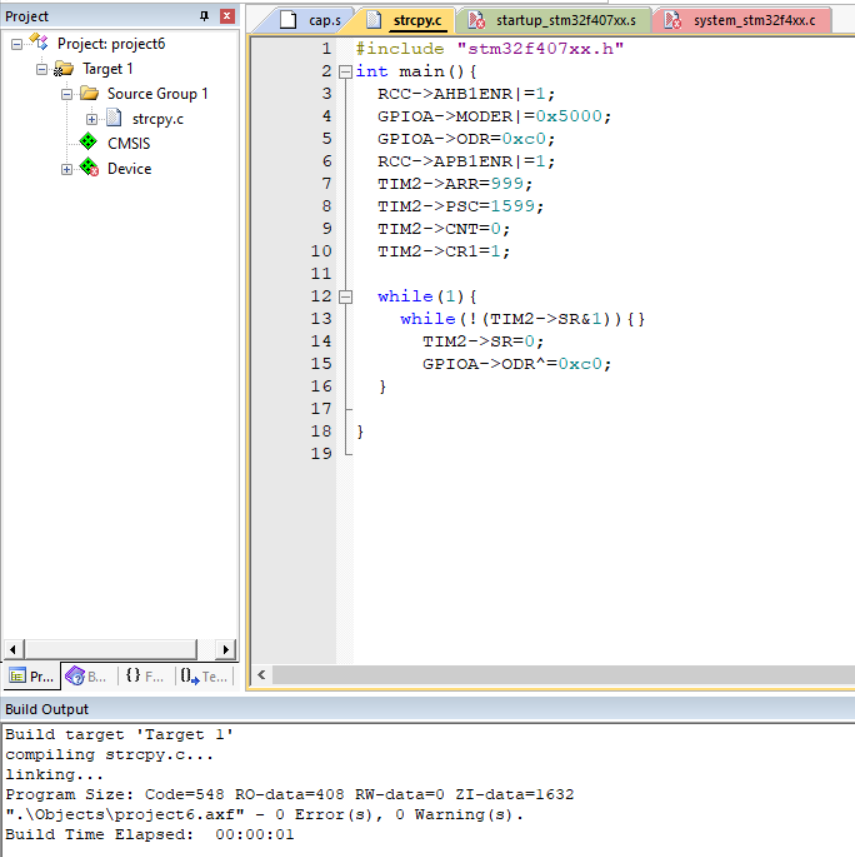 Project
Project: project6
Target 1
Source Group 1
strcpy.c
CMSIS
Device
Pr...
B...
{} F...
Te...
cap.s
strcpy.c
startup_stm32f407xx.s
system_stm32f4xx.c
1 #include "stm32f407xx.h"
2 int main(){
3 RCC->AHB1ENR|=1;
4 GPIOA->MODER|=0x5000;
5 GPIOA->ODR=0xc0;
6 RCC->APB1ENR|=1;
7 TIM2->ARR=999;
8 TIM2->PSC=1599;
9 TIM2->CNT=0;
10 TIM2->CR1=1;
11
12 while(1){
13 while(!(TIM2->SR&1)){}
14 TIM2->SR=0;
15 GPIOA->ODR^=0xc0;
16 }
17
18 }
19
Build Output
Build target 'Target 1'
compiling strcpy.c...
linking...
Program Size: Code=548 RO-data=408 RW-data=0 ZI-data=1632
".\Objects\project6.axf" - 0 Error(s), 0 Warning(s).
Build Time Elapsed:  00:00:01